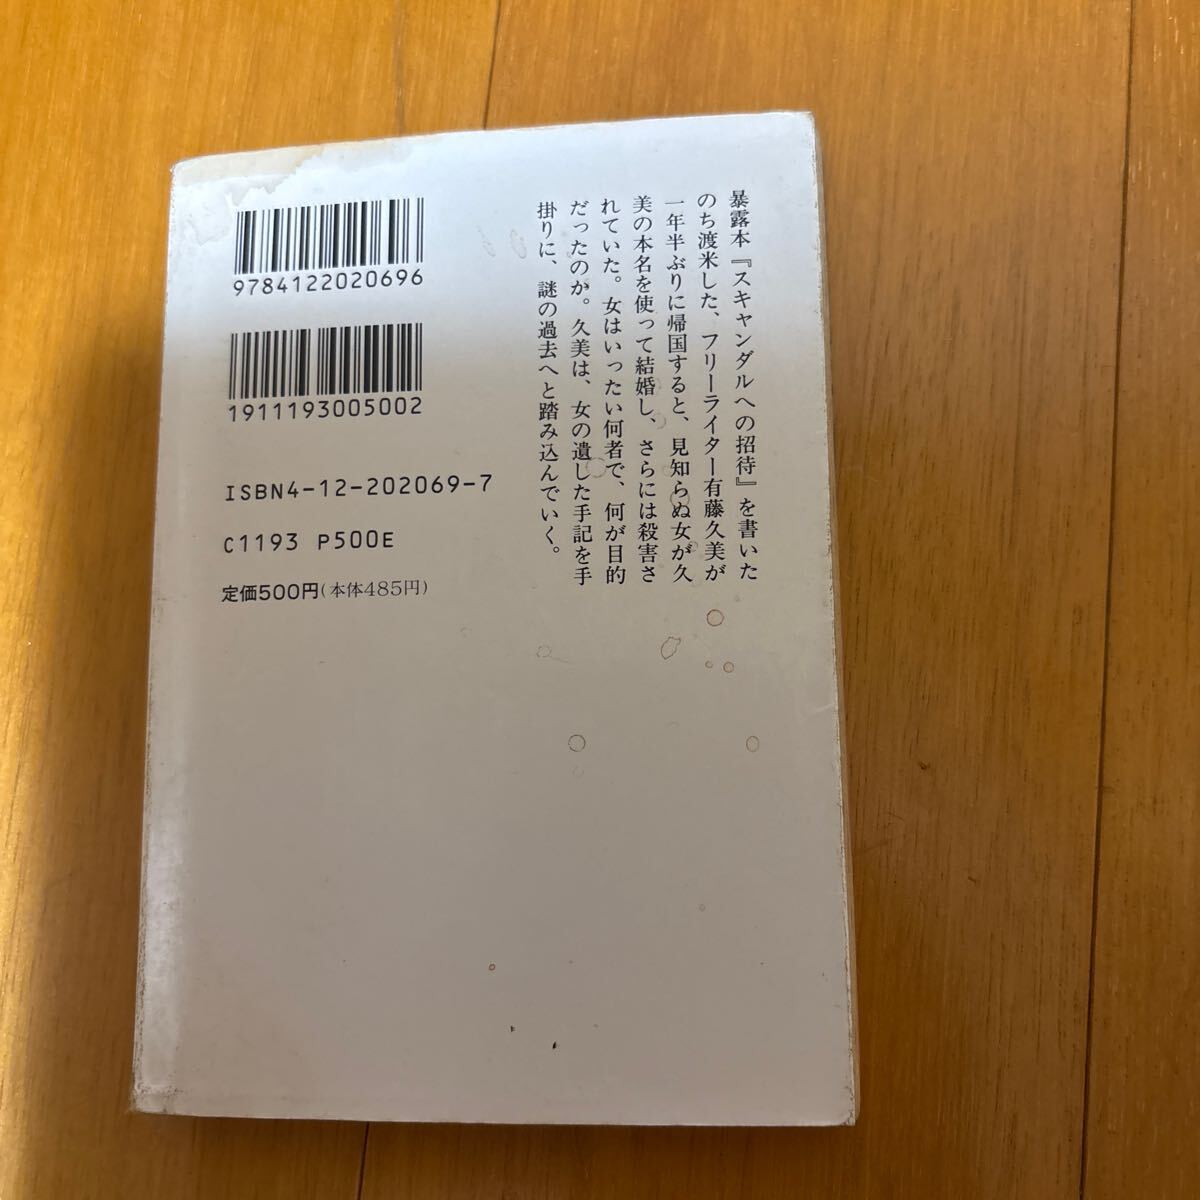 暴露本『スキャンダルへの招待』を書いた
のち渡米した、フリーライター有藤久美が
一年半ぶりに帰国すると、見知らぬ女が久
美の本名を使って結婚し、さらには殺害さ
れていた。女はいったい何者で、何が目的
だったのか。久美は、女の遺した手記を手
掛りに、謎の過去へと踏み込んでいく。
9784122020696
1911193005002
ISBN4-12-202069-7
C1193 P500E
定価500円(本体485円)